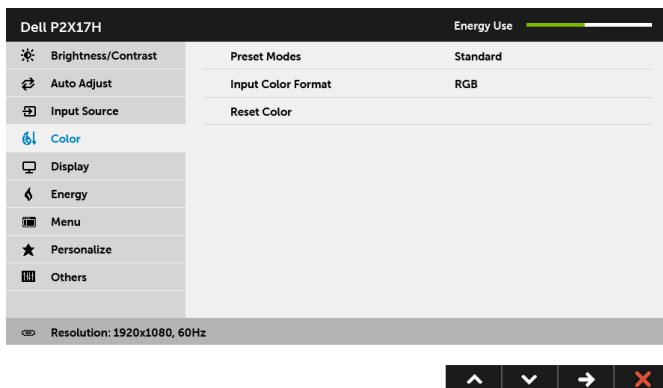 Dell P2X17H Energy Use
Brightness/Contrast Preset Modes Standard
Auto Adjust Input Color Format RGB
Input Source Reset Color
Color
Display
Energy
Menu
Personalize
Others
Resolution: 1920x1080, 60Hz